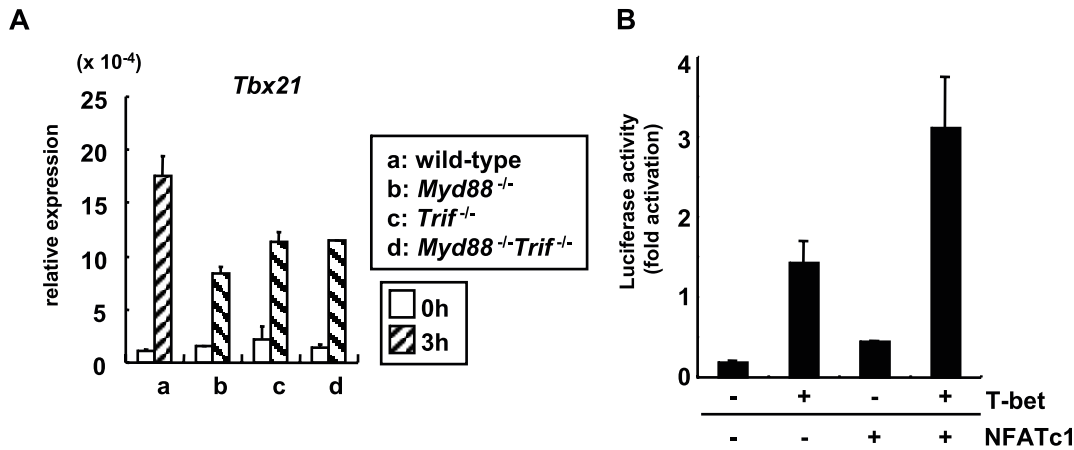 A
(x 10⁻⁴)
Tbx21
25
20
15
10
5
0
relative expression
a
b
c
d
a: wild-type
b: Myd88⁻/⁻
c: Trif⁻/⁻
d: Myd88⁻/⁻Trif⁻/⁻
0h
3h
B
4
3
2
1
0
Luciferase activity
(fold activation)
- + - + T-bet
- - + + NFATc1